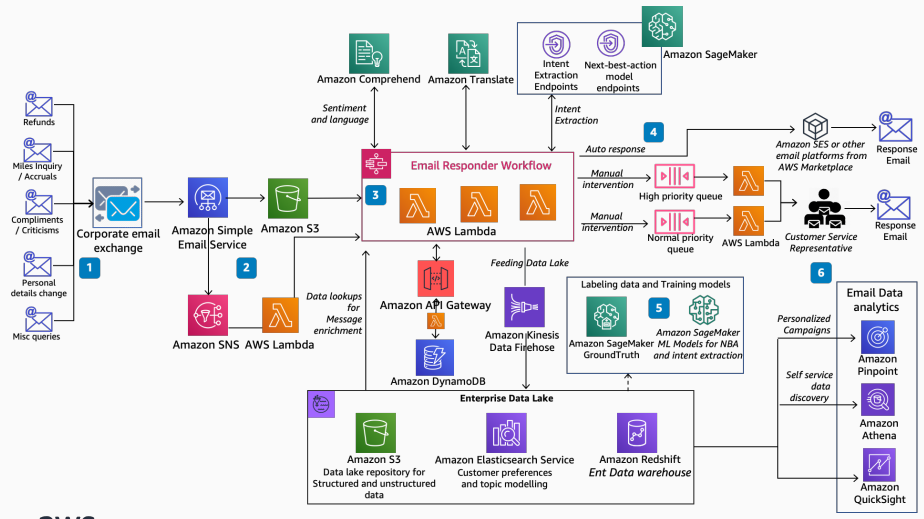 Amazon Comprehend
Amazon Translate
Intent
Extraction
Endpoints
Next-best-action
model
endpoints
Amazon SageMaker
Sentiment
and language
Intent
Extraction
@
Refunds
@
Miles Inquiry
/ Accruals
@
Compliments
/ Criticisms
@
Personal
details change
@
Misc queries
Corporate email
exchange
1
Amazon Simple
Email Service
Amazon S3
2
Amazon SNS
AWS Lambda
3
Email Responder Workflow
AWS Lambda
4
Auto response
Amazon SES or other
email platforms from
AWS Marketplace
@
Response
Email
Manual
intervention
High priority queue
Manual
intervention
Normal priority
queue
AWS Lambda
Customer Service
Representative
@
Response
Email
Data lookups
for
Message
enrichment
Amazon API Gateway
Amazon DynamoDB
Feeding Data Lake
Amazon Kinesis
Data Firehose
Labeling data and Training models
5
Amazon SageMaker
GroundTruth
Amazon SageMaker
ML Models for NBA
and intent extraction
6
Personalized
Campaigns
Self service
data
discovery
Email Data
analytics
Amazon
Pinpoint
Amazon
Athena
Amazon
QuickSight
Enterprise Data Lake
Amazon S3
Data lake repository for
Structured and unstructured
data
Amazon Elasticsearch Service
Customer preferences
and topic modelling
Amazon Redshift
Ent Data warehouse
aws